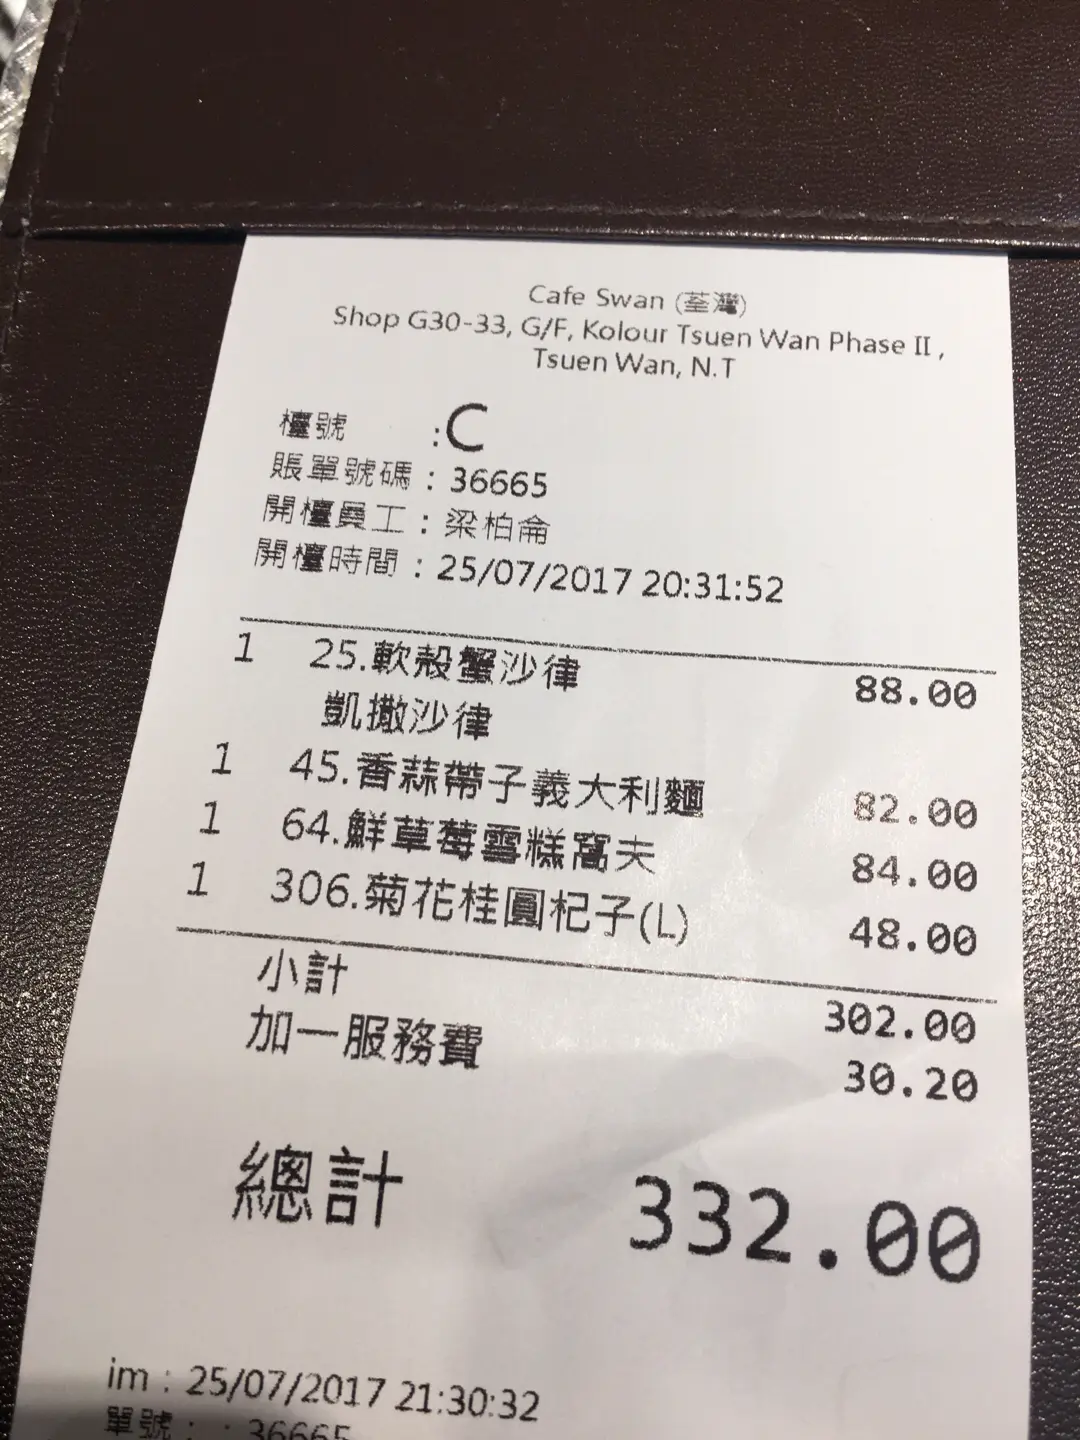 Cafe Swan (荃灣)
Shop G30-33, G/F, Kolour Tsuen Wan Phase II ,
Tsuen Wan, N.T
檯號 :C
賬單號碼 : 36665
開檯員工 : 梁柏侖
開檯時間 : 25/07/2017 20:31:52
1 25.軟殼蟹沙律 88.00
凱撒沙律
1 45.香蒜帶子義大利麵 82.00
1 64.鮮草莓雪糕窩夫 84.00
1 306.菊花桂圓杞子(L) 48.00
小計 302.00
加一服務費 30.20
總計 332.00
im : 25/07/2017 21:30:32
單號 : : 36665